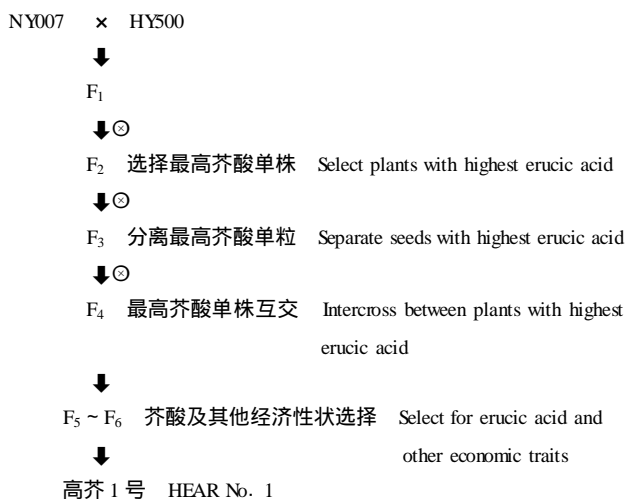 NY007 × HY500
F1
⊗
F2 选择最高芥酸单株 Select plants with highest erucic acid
⊗
F3 分离最高芥酸单粒 Separate seeds with highest erucic acid
⊗
F4 最高芥酸单株互交 Intercross between plants with highest
erucic acid
F5 ~ F6 芥酸及其他经济性状选择 Select for erucic acid and
other economic traits
高芥 1 号 HEAR No. 1